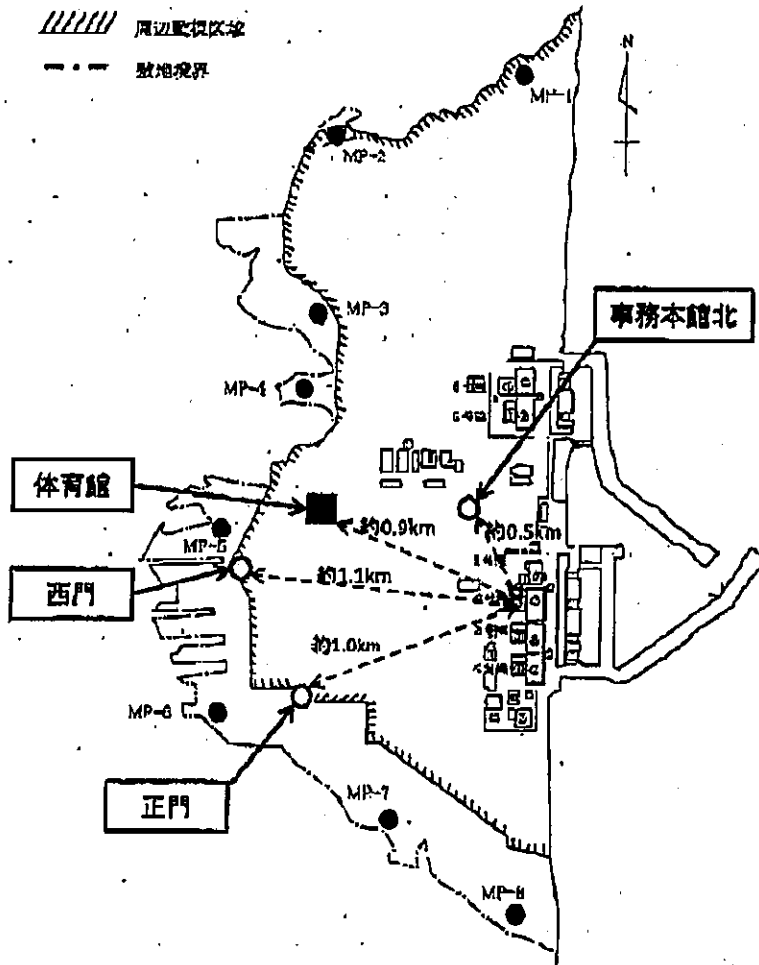 周辺監視区域
敷地境界
N
MP-1
MP-2
MP-3
事務本館北
MP-4
体育館
約0.9km
約0.5km
MP-5
西門
約1.1km
約1.0km
MP-6
正門
MP-7
MP-8